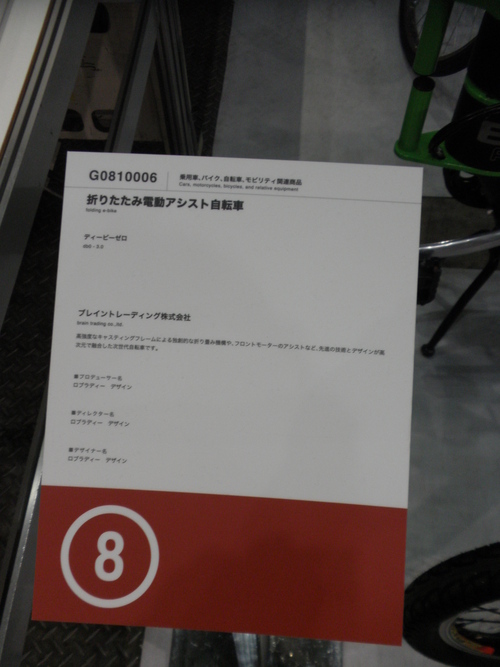 G0810006
乗用車、バイク、自転車、モビリティ関連商品
Cars, motorcycles, bicycles, and relative equipment
折りたたみ電動アシスト自転車
folding e-bike
ディービーゼロ
ブレイントレーディング株式会社
brain trading co., ltd.
高強度なキャスティングフレームによる独創的な折り畳み機構や、フロントモーターのアシストなど、先進の技術とデザインが高
次元で融合した次世代自転車です。
■プロデューサー名
ロブラディー　デザイン
■ディレクター名
ロブラディー　デザイン
■デザイナー名
ロブラディー　デザイン
8